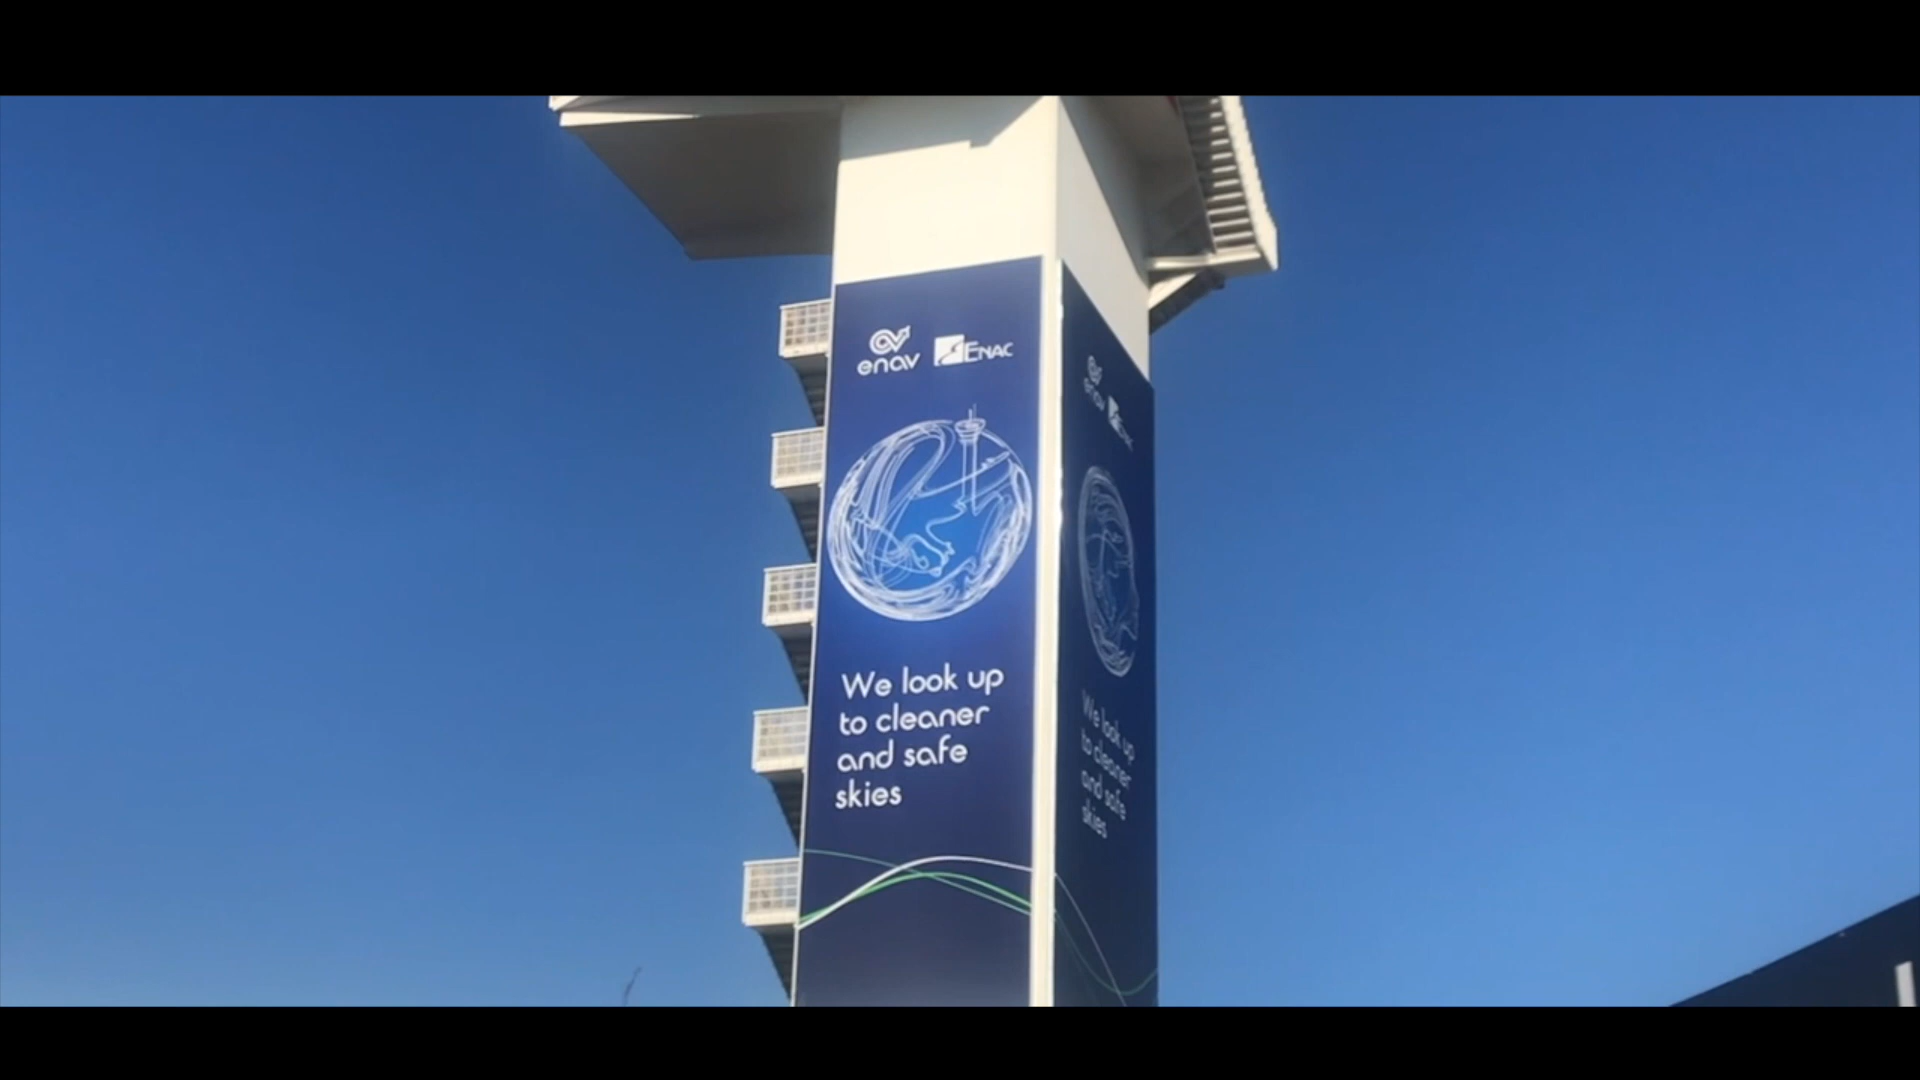 enav ENAC
We look up
to cleaner
and safe
skies
enav ENAC
We look up
to cleaner
and safe
skies